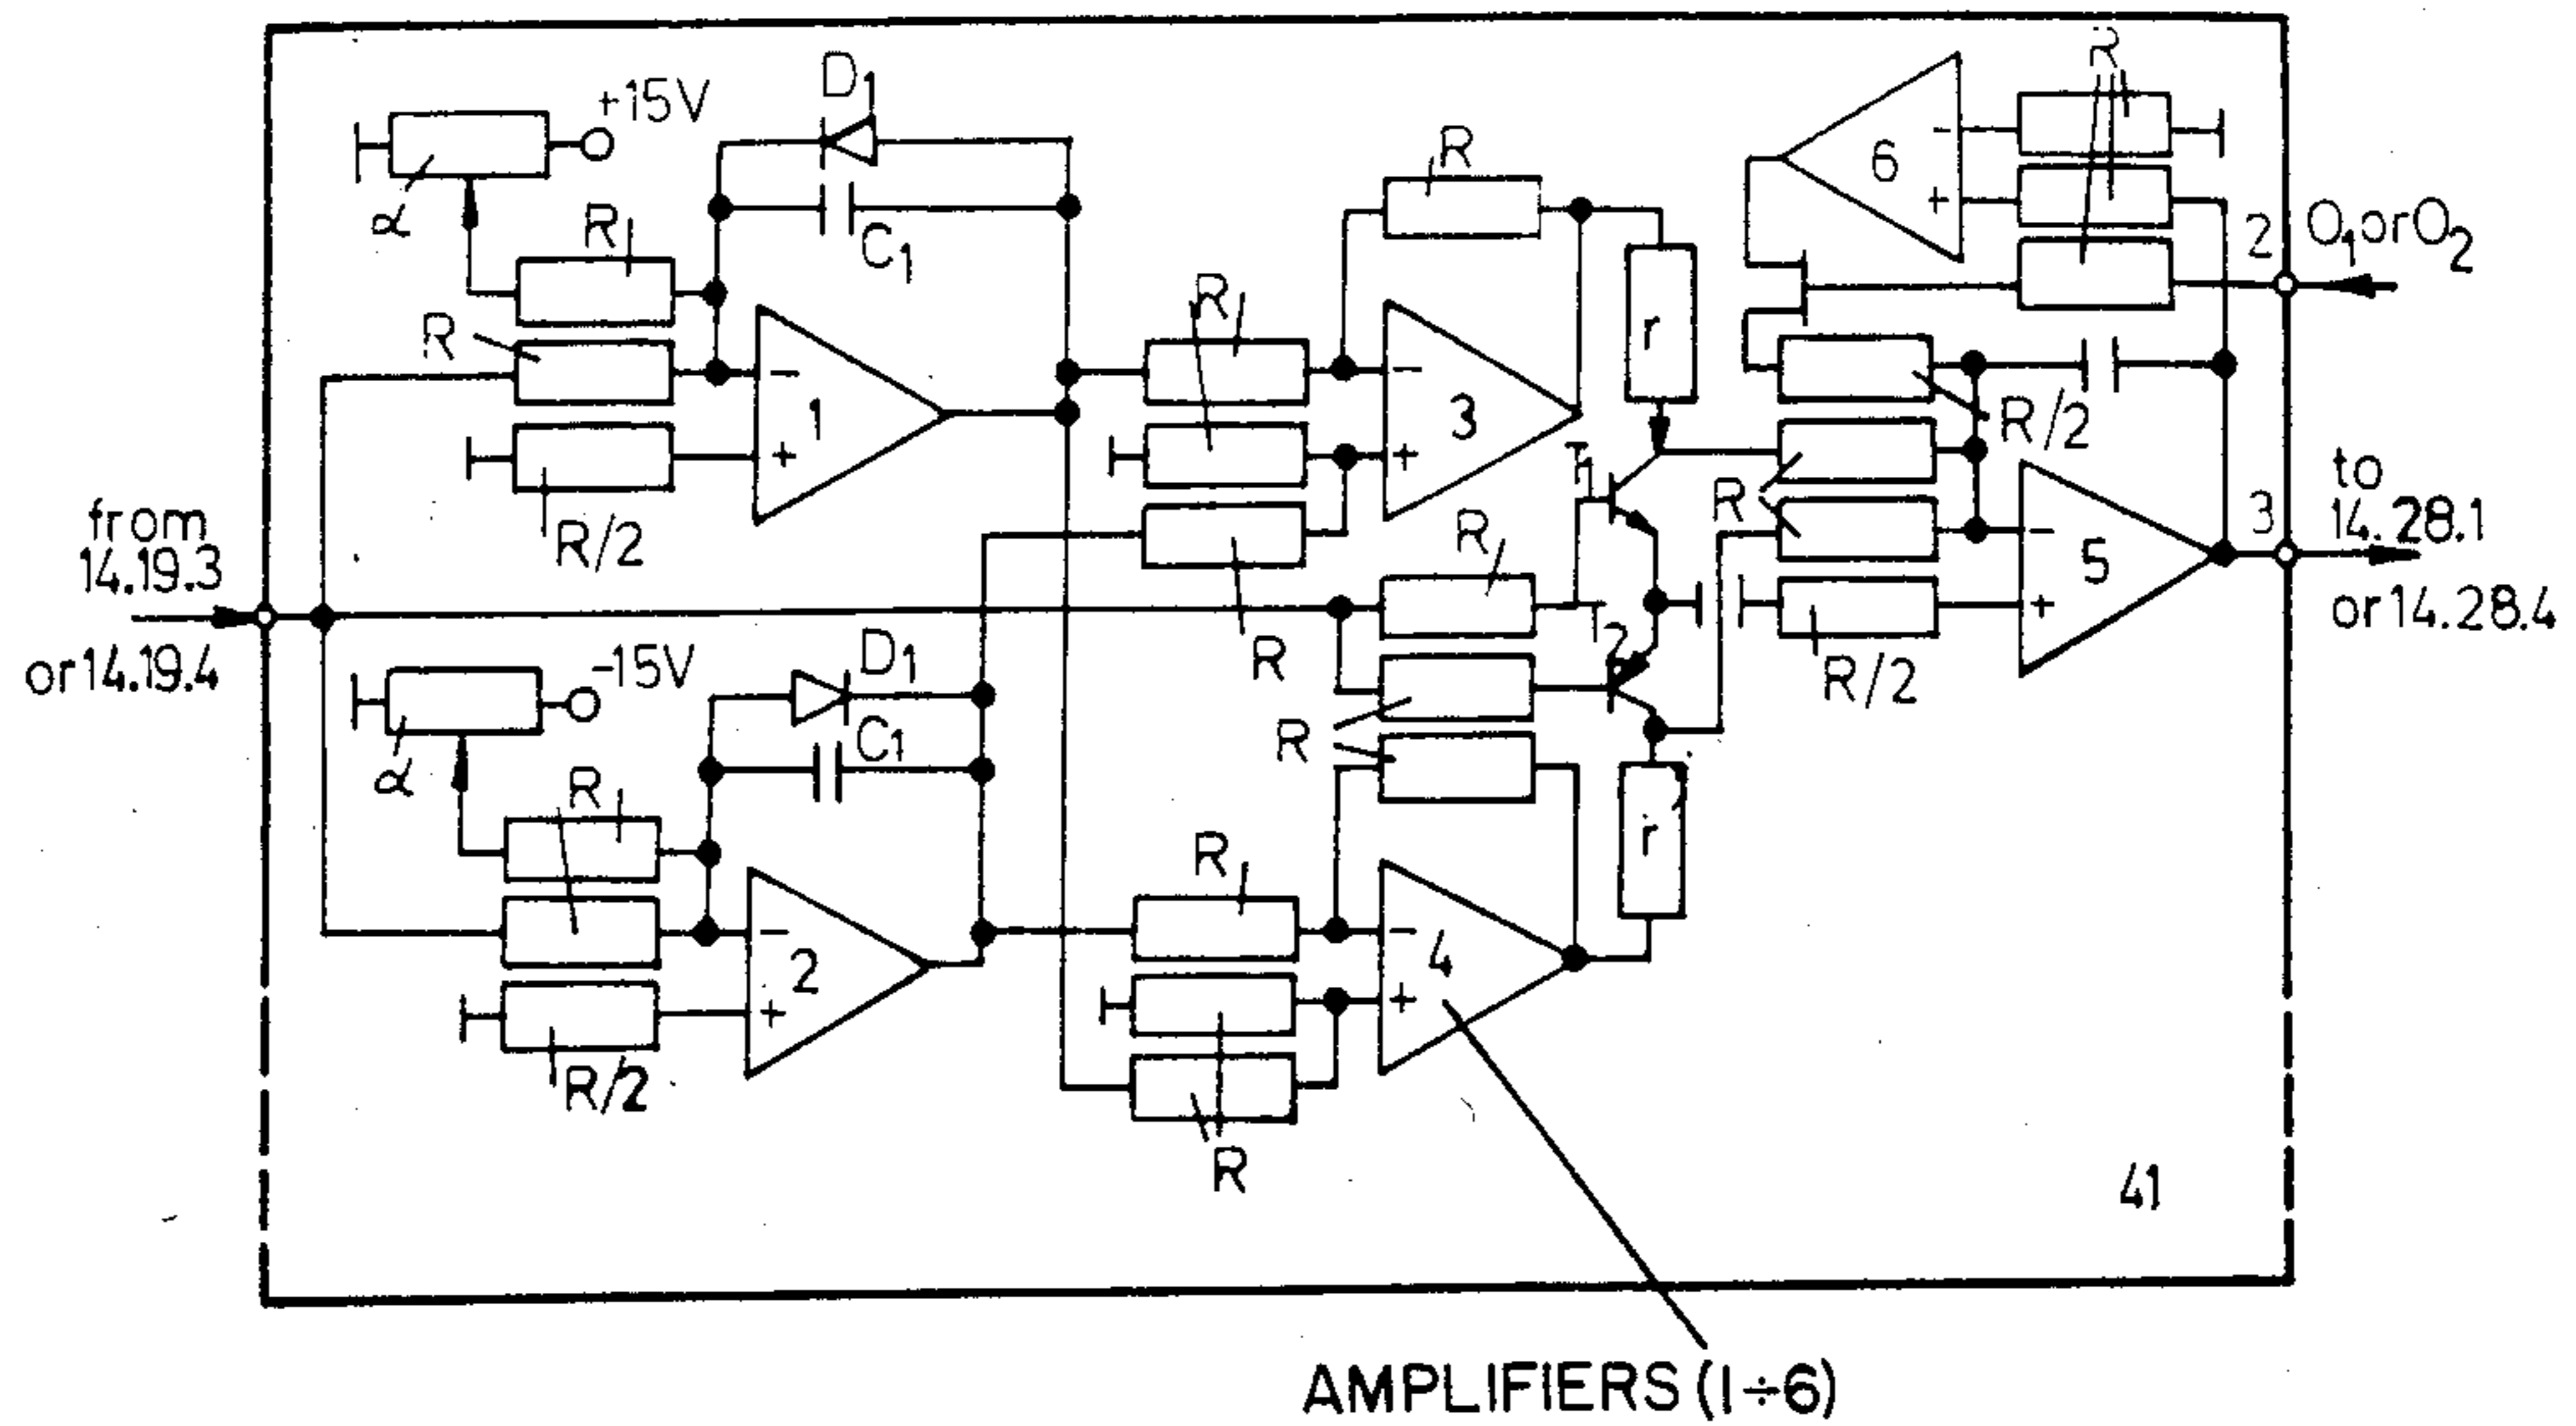 D1
+15V
α
R
C1
R
R/2
1
- +
R
R
3
- +
R
r
6
- +
R
2
O1 or O2
R/2
R
5
- +
R/2
3
to
14.28.1
or 14.28.4
from
14.19.3
or 14.19.4
T1
T2
R
R
R
-15V
α
D1
C1
R
2
- +
R/2
R
4
- +
R
r
41
AMPLIFIERS (1÷6)